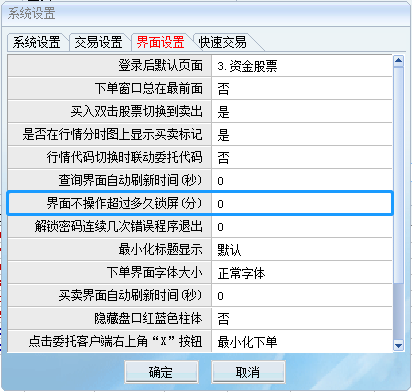 系统设置
系统设置 交易设置 界面设置 快速交易
登录后默认页面 3.资金股票
下单窗口总在最前面 否
买入双击股票切换到卖出 是
是否在行情分时图上显示买卖标记 是
行情代码切换时联动委托代码 否
查询界面自动刷新时间(秒) 0
界面不操作超过多久锁屏(分) 0
解锁密码连续几次错误程序退出 0
最小化标题显示 默认
下单界面字体大小 正常字体
买卖界面自动刷新时间(秒) 0
隐藏盘口红蓝色柱体 否
点击委托客户端右上角“X”按钮 最小化下单
确定 取消